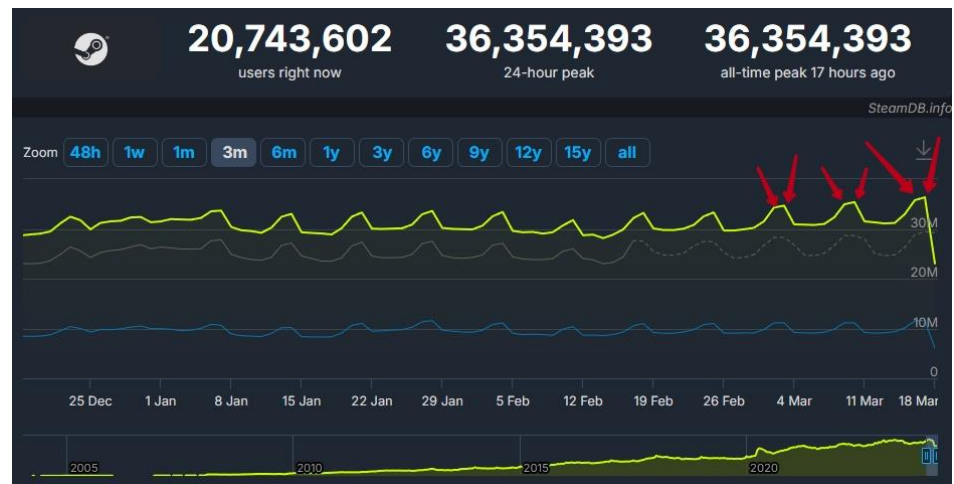 20,743,602
users right now
36,354,393
24-hour peak
36,354,393
all-time peak 17 hours ago
SteamDB.info
Zoom 48h 1w 1m 3m 6m 1y 3y 6y 9y 12y 15y all
30M
20M
10M
0
25 Dec 1 Jan 8 Jan 15 Jan 22 Jan 29 Jan 5 Feb 12 Feb 19 Feb 26 Feb 4 Mar 11 Mar 18 Mar
2005 2010 2015 2020